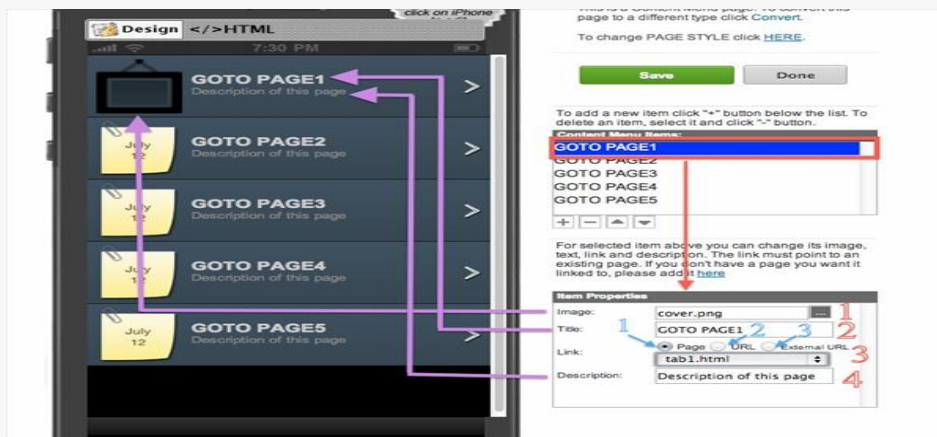 click on iPhone
Design </>HTML
7:30 PM
GOTO PAGE1
Description of this page
July
12
GOTO PAGE2
Description of this page
July
12
GOTO PAGE3
Description of this page
July
12
GOTO PAGE4
Description of this page
July
12
GOTO PAGE5
Description of this page
This is a Content Menu page. To convert this
page to a different type click Convert.
To change PAGE STYLE click HERE.
Save Done
To add a new item click "+" button below the list. To
delete an item, select it and click "-" button.
Content Menu Items:
GOTO PAGE1
GOTO PAGE2
GOTO PAGE3
GOTO PAGE4
GOTO PAGE5
For selected item above you can change its image,
text, link and description. The link must point to an
existing page. If you don't have a page you want it
linked to, please add it here
Item Properties
Image: cover.png ... 1
Title: GOTO PAGE1 2
1 2 3
Link: Page URL External URL 3
tab1.html
Description: Description of this page 4